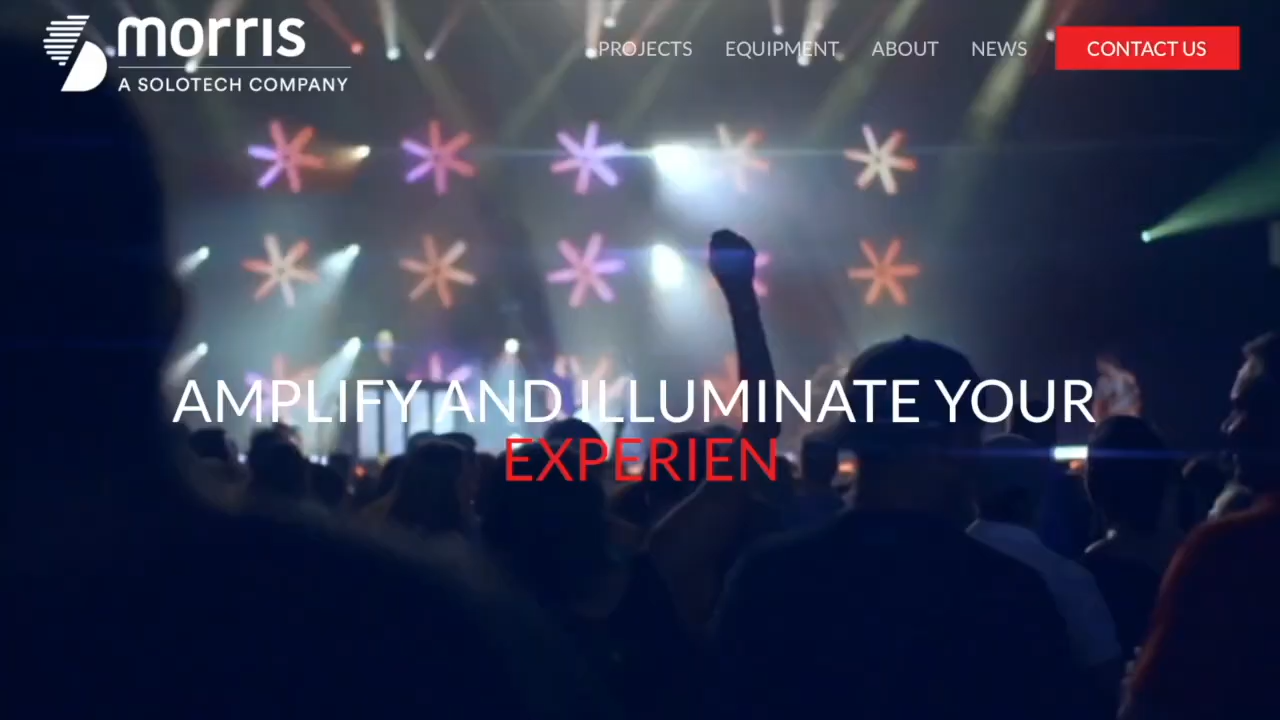 morris
A SOLOTECH COMPANY
PROJECTS
EQUIPMENT
ABOUT
NEWS
CONTACT US
AMPLIFY AND ILLUMINATE YOUR
EXPERIEN